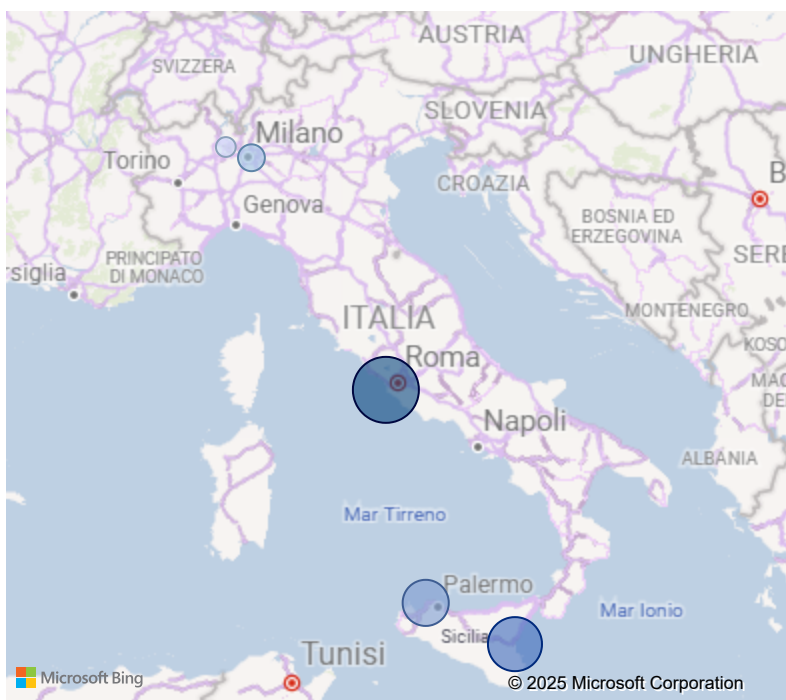 AUSTRIA
UNGHERIA
SVIZZERA
SLOVENIA
Milano
Torino
CROAZIA
B
Genova
BOSNIA ED
ERZEGOVINA
PRINCIPATO
DI MONACO
SERB
rsiglia
ITALIA
MONTENEGRO
KOSO
Roma
MAC
DE
Napoli
ALBANIA
Mar Tirreno
Palermo
Mar Ionio
Sicilia
Tunisi
Microsoft Bing
© 2025 Microsoft Corporation